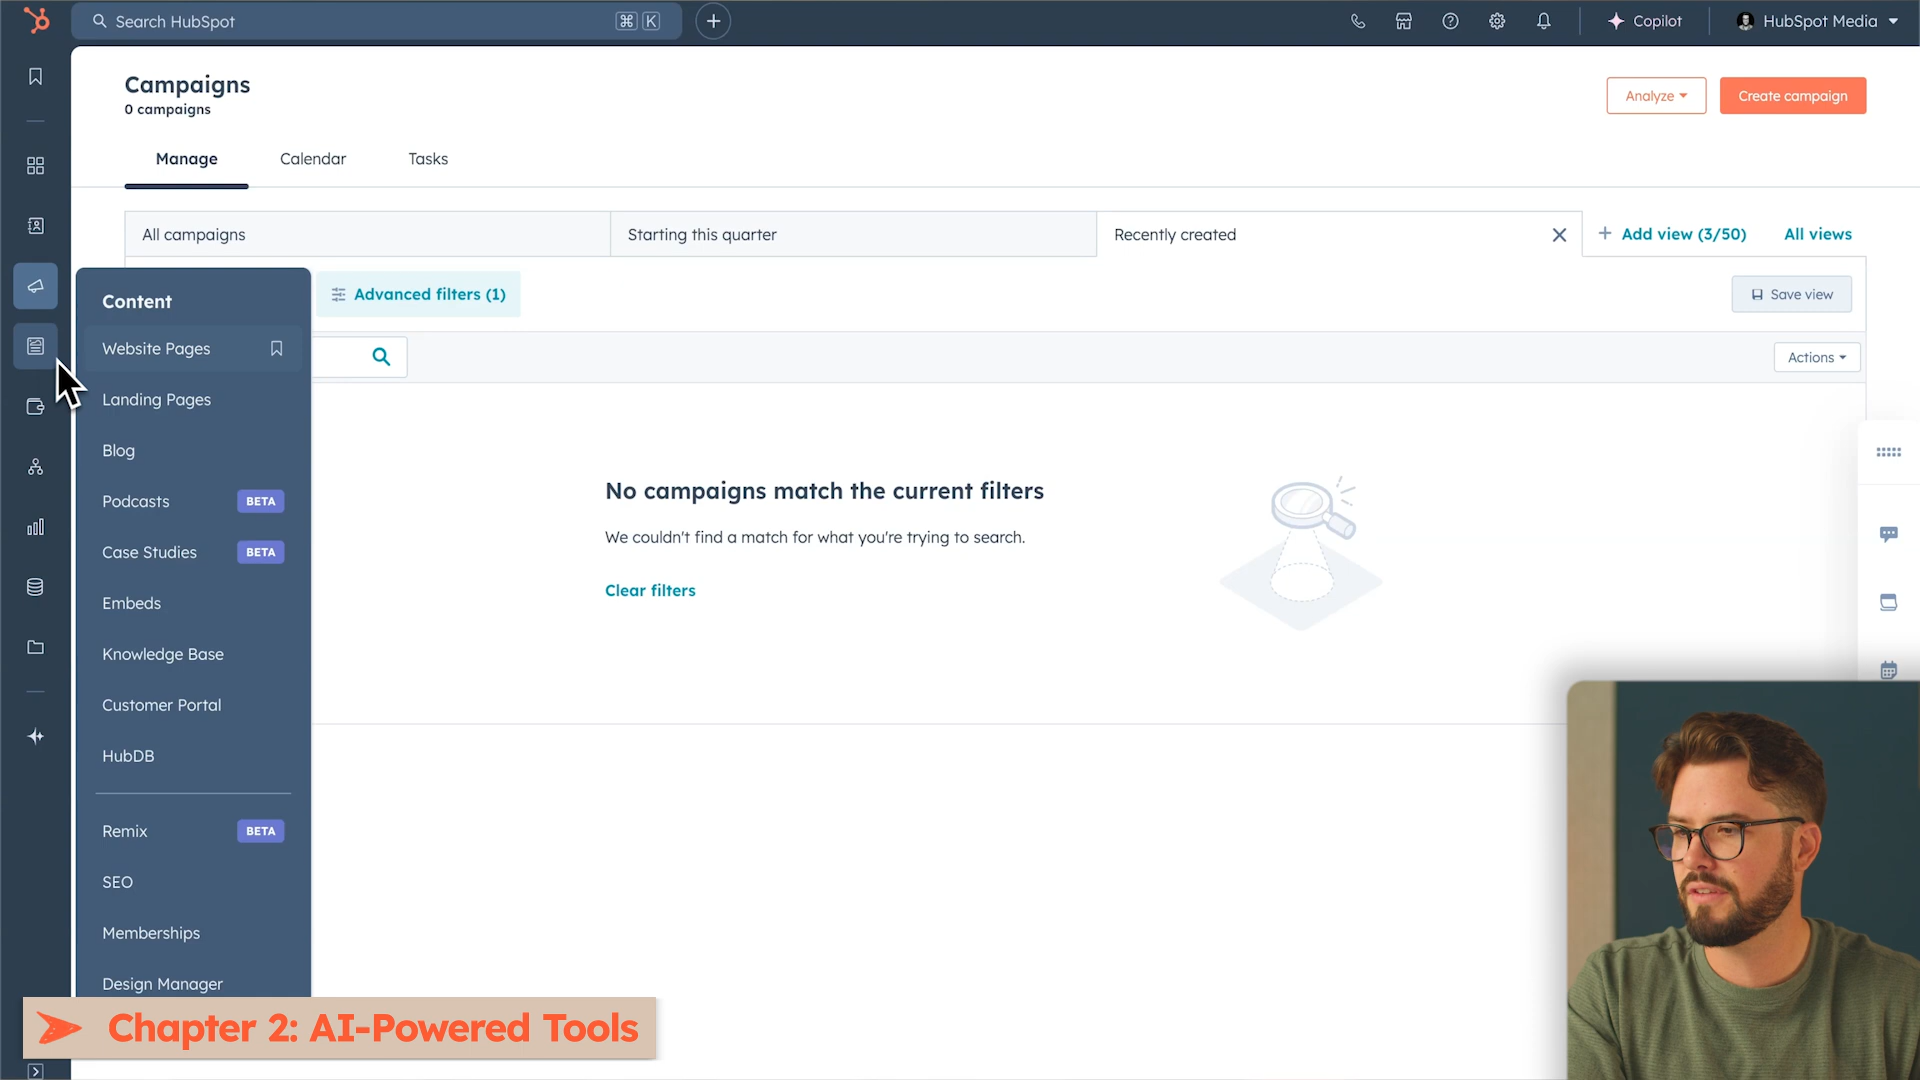 Search HubSpot
⌘ K
Copilot
HubSpot Media
Campaigns
0 campaigns
Analyze
Create campaign
Manage
Calendar
Tasks
All campaigns
Starting this quarter
Recently created
+ Add view (3/50)
All views
Advanced filters (1)
Save view
Actions
Content
Website Pages
Landing Pages
Blog
Podcasts BETA
Case Studies BETA
Embeds
Knowledge Base
Customer Portal
HubDB
Remix BETA
SEO
Memberships
Design Manager
No campaigns match the current filters
We couldn't find a match for what you're trying to search.
Clear filters
Chapter 2: AI-Powered Tools